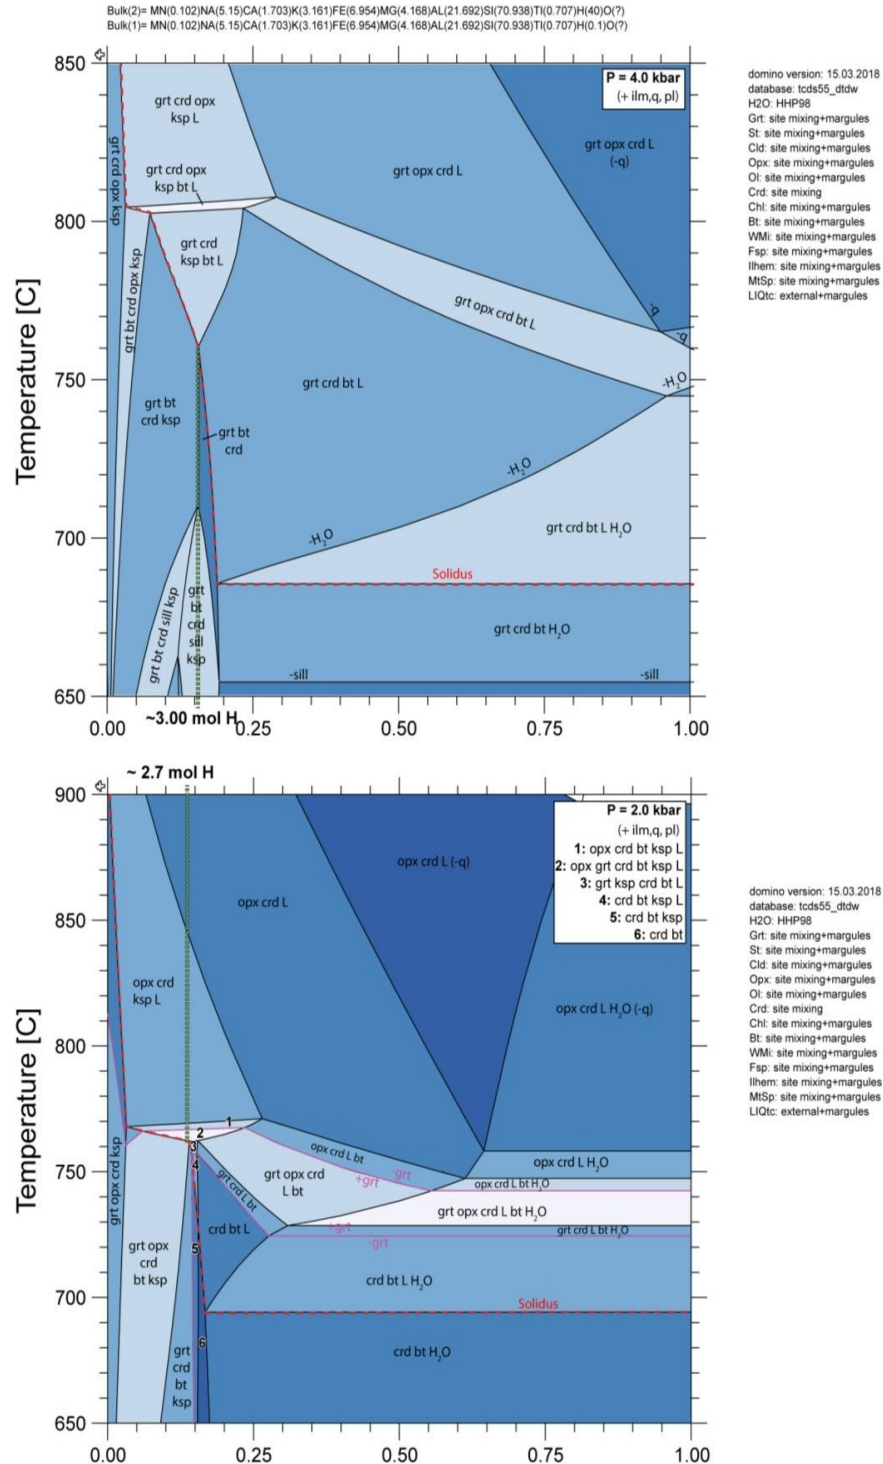 Bulk(2)= MN(0.102)NA(5.15)CA(1.703)K(3.161)FE(6.954)MG(4.168)AL(21.692)SI(70.938)TI(0.707)H(40)O(?)
Bulk(1)= MN(0.102)NA(5.15)CA(1.703)K(3.161)FE(6.954)MG(4.168)AL(21.692)SI(70.938)TI(0.707)H(0.1)O(?)
850
P = 4.0 kbar
(+ ilm,q, pl)
grt crd opx
ksp L
grt opx crd L
(-q)
grt crd opx ksp
grt crd opx
ksp bt L
grt opx crd L
800
grt crd
ksp bt L
grt bt crd opx ksp
grt opx crd bt L
-q
-q
750
grt crd bt L
-H2O
grt bt
crd ksp
grt bt
crd
-H2O
700
-H2O
grt crd bt L H2O
Solidus
grt bt crd sill ksp
grt
bt
crd
sill
ksp
grt crd bt H2O
-sill
-sill
650
Temperature [C]
0.00
~3.00 mol H
0.25
0.50
0.75
1.00
domino version: 15.03.2018
database: tcds55_dtdw
H2O: HHP98
Grt: site mixing+margules
St: site mixing+margules
Cld: site mixing+margules
Opx: site mixing+margules
Ol: site mixing+margules
Crd: site mixing
Chl: site mixing+margules
Bt: site mixing+margules
WMi: site mixing+margules
Fsp: site mixing+margules
Ilhem: site mixing+margules
MtSp: site mixing+margules
LIQtc: external+margules
~ 2.7 mol H
900
P = 2.0 kbar
(+ ilm,q, pl)
1: opx crd bt ksp L
2: opx grt crd bt ksp L
3: grt ksp crd bt L
4: crd bt ksp L
5: crd bt ksp
6: crd bt
opx crd L (-q)
opx crd L
850
opx crd
ksp L
opx crd L H2O (-q)
800
1
2
3
4
opx crd L bt
-grt
+grt
opx crd L H2O
750
grt opx crd ksp
grt opx crd
L bt
opx crd L bt H2O
grt crd L bt
grt opx crd L bt H2O
+grt
grt crd L bt H2O
-grt
crd bt L
5
grt opx
crd
bt ksp
crd bt L H2O
700
Solidus
6
grt
crd
bt
ksp
crd bt H2O
650
Temperature [C]
0.00
0.25
0.50
0.75
1.00
domino version: 15.03.2018
database: tcds55_dtdw
H2O: HHP98
Grt: site mixing+margules
St: site mixing+margules
Cld: site mixing+margules
Opx: site mixing+margules
Ol: site mixing+margules
Crd: site mixing
Chl: site mixing+margules
Bt: site mixing+margules
WMi: site mixing+margules
Fsp: site mixing+margules
Ilhem: site mixing+margules
MtSp: site mixing+margules
LIQtc: external+margules